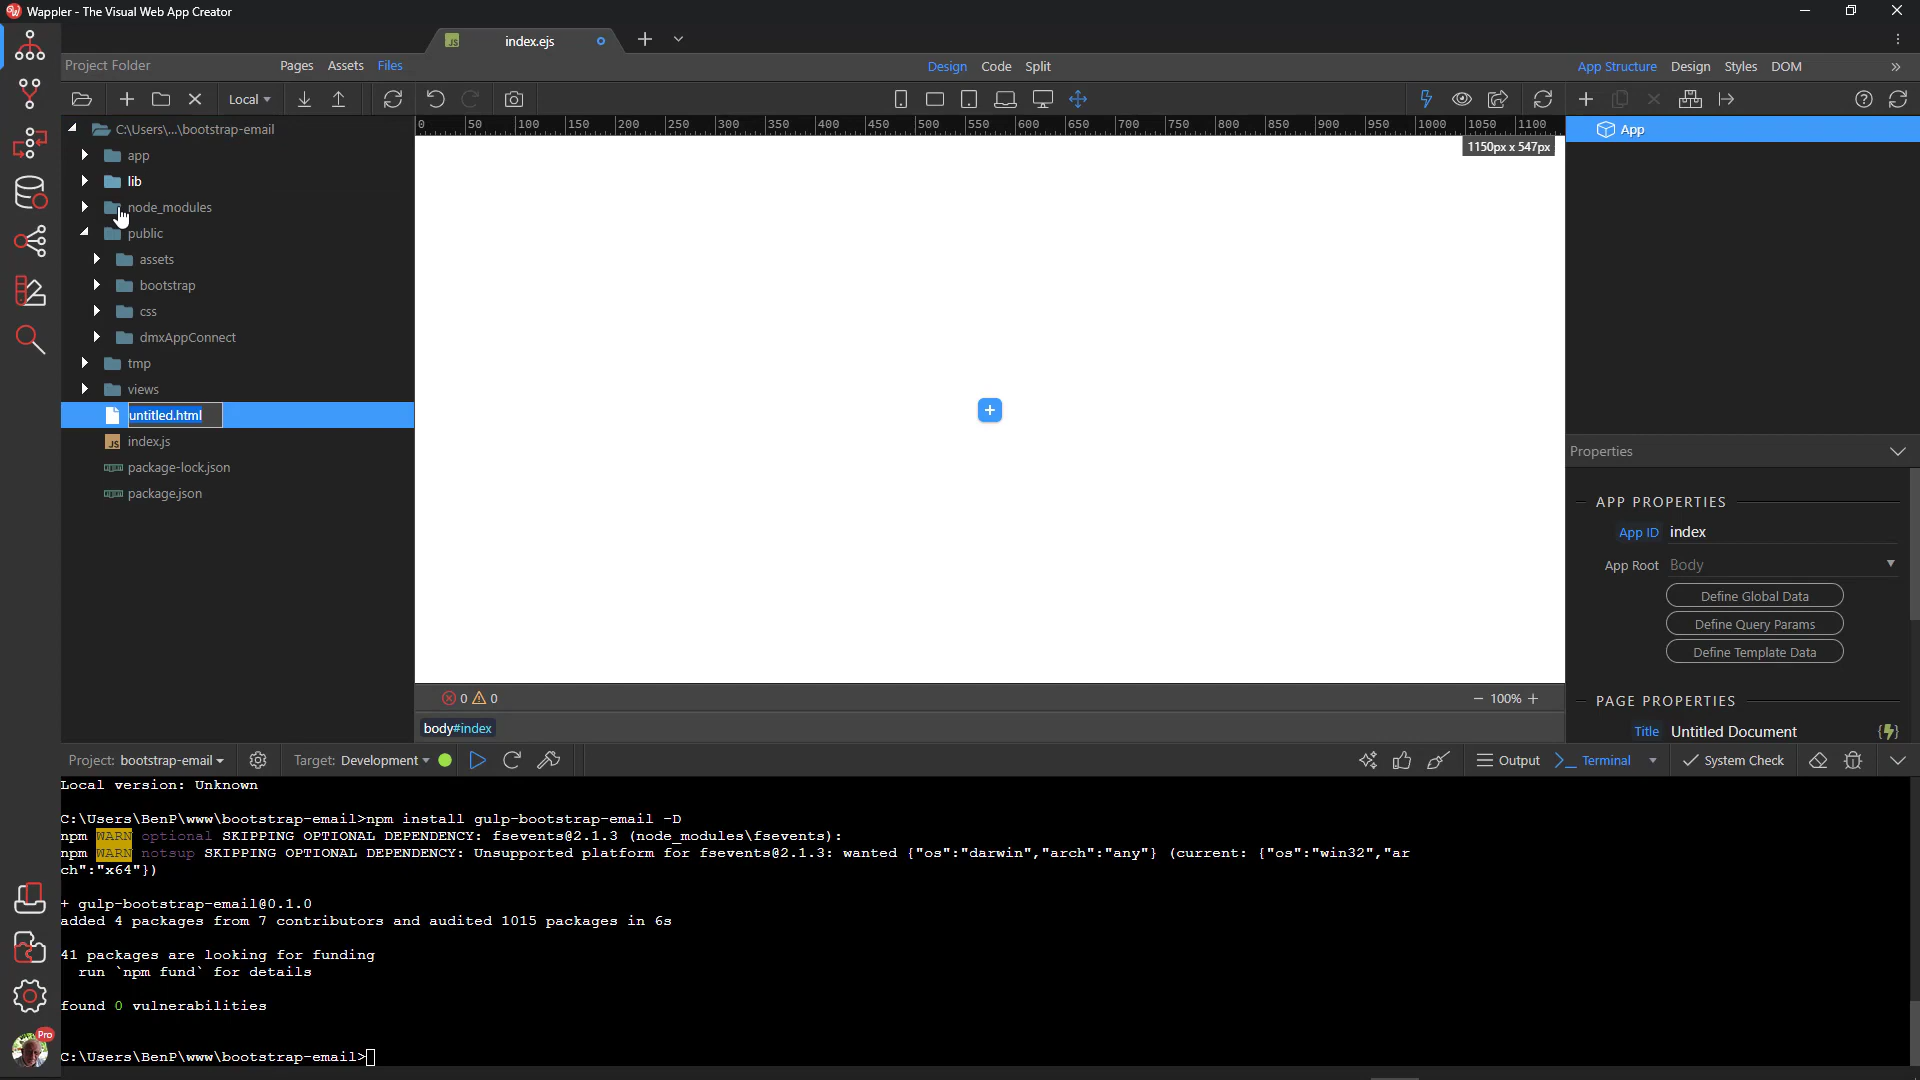 Wappler - The Visual Web App Creator
index.ejs
Project Folder
Pages Assets Files
Design Code Split
App Structure Design Styles DOM
Local
C:\Users\...\bootstrap-email
app
lib
node_modules
public
assets
bootstrap
css
dmxAppConnect
tmp
views
untitled.html
index.js
package-lock.json
package.json
0 50 100 150 200 250 300 350 400 450 500 550 600 650 700 750 800 850 900 950 1000 1050 1100
1150px x 547px
App
Properties
APP PROPERTIES
App ID index
App Root Body
Define Global Data
Define Query Params
Define Template Data
PAGE PROPERTIES
Title Untitled Document
0 0
100%
body#index
Project: bootstrap-email
Target: Development
Output Terminal System Check
Local version: Unknown
C:\Users\BenP\www\bootstrap-email>npm install gulp-bootstrap-email -D
npm WARN optional SKIPPING OPTIONAL DEPENDENCY: fsevents@2.1.3 (node_modules\fsevents):
npm WARN notsup SKIPPING OPTIONAL DEPENDENCY: Unsupported platform for fsevents@2.1.3: wanted {"os":"darwin","arch":"any"} (current: {"os":"win32","ar
ch":"x64"})
+ gulp-bootstrap-email@0.1.0
added 4 packages from 7 contributors and audited 1015 packages in 6s
41 packages are looking for funding
run `npm fund` for details
found 0 vulnerabilities
C:\Users\BenP\www\bootstrap-email>
Pro